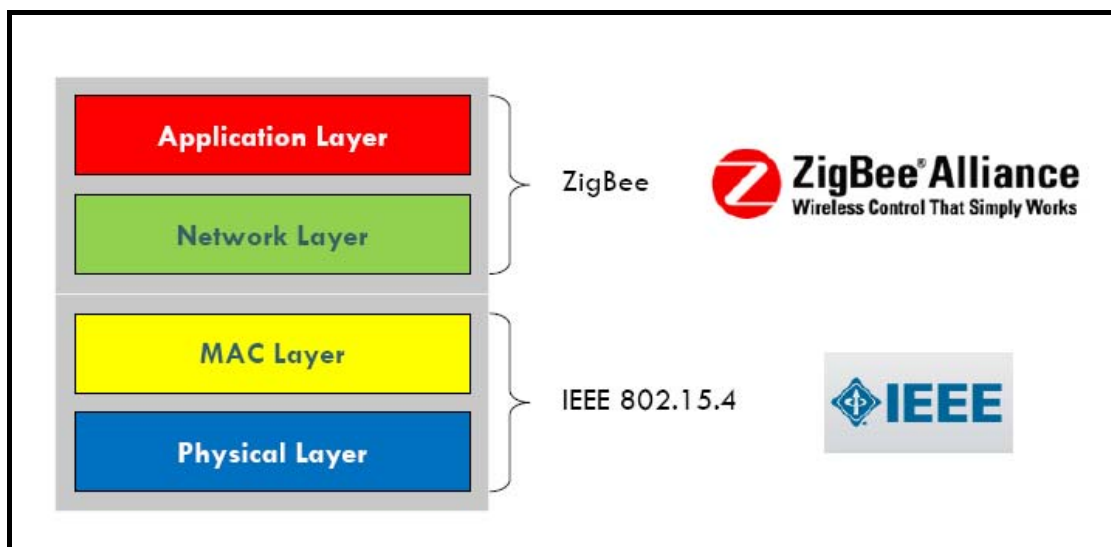 Application Layer
Network Layer
ZigBee
ZigBee® Alliance
Wireless Control That Simply Works
MAC Layer
Physical Layer
IEEE 802.15.4
IEEE